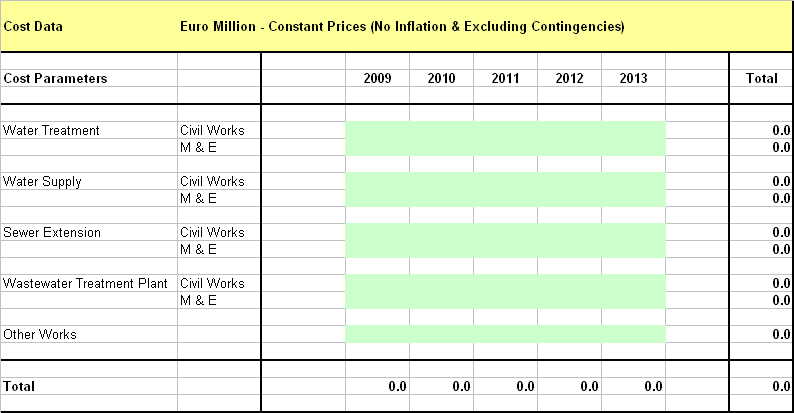 Cost Data Euro Million - Constant Prices (No Inflation & Excluding Contingencies)
Cost Parameters 2009 2010 2011 2012 2013 Total
Water Treatment Civil Works 0.0
M & E 0.0
Water Supply Civil Works 0.0
M & E 0.0
Sewer Extension Civil Works 0.0
M & E 0.0
Wastewater Treatment Plant Civil Works 0.0
M & E 0.0
Other Works 0.0
Total 0.0 0.0 0.0 0.0 0.0 0.0